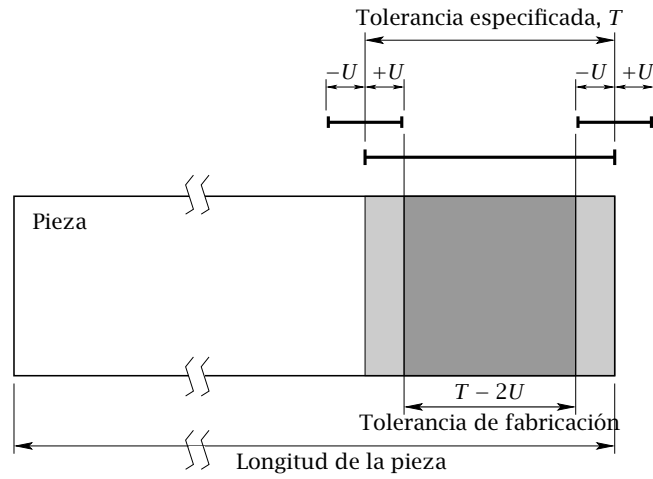 Tolerancia especificada, T
−U +U −U +U
Pieza
T − 2U
Tolerancia de fabricación
Longitud de la pieza